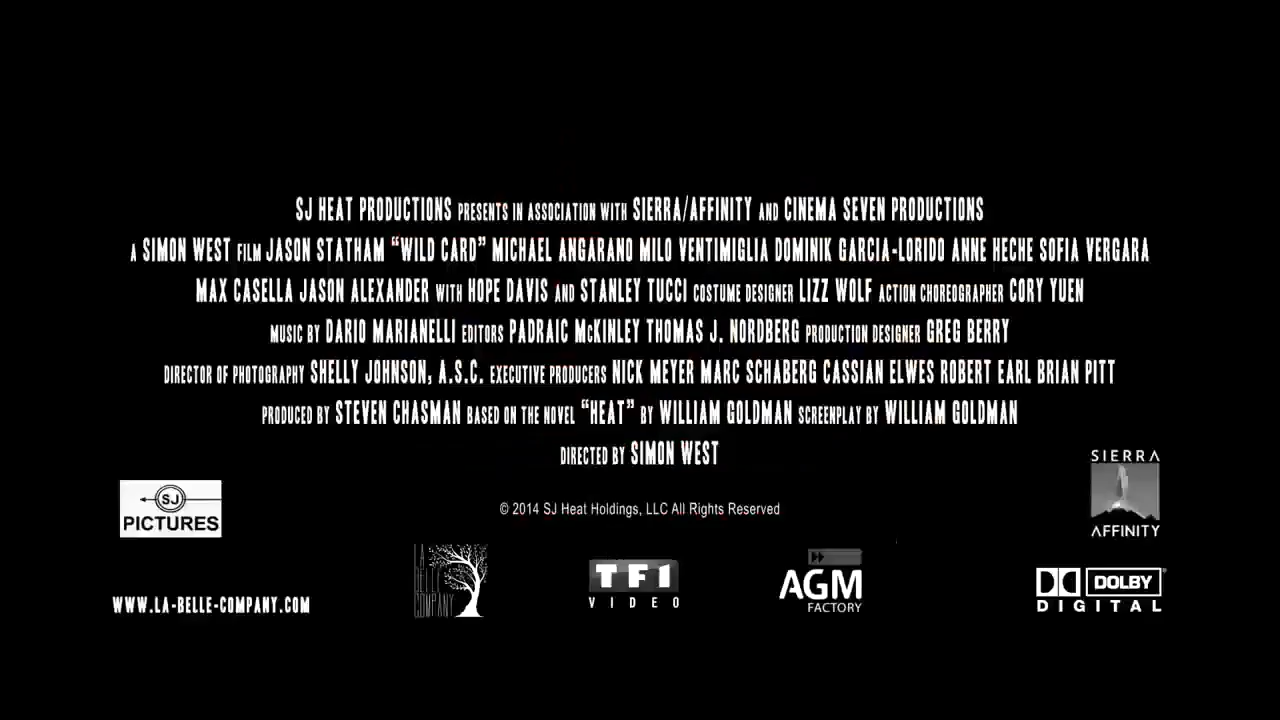 SJ HEAT PRODUCTIONS PRESENTS IN ASSOCIATION WITH SIERRA/AFFINITY AND CINEMA SEVEN PRODUCTIONS
A SIMON WEST FILM JASON STATHAM “WILD CARD” MICHAEL ANGARANO MILO VENTIMIGLIA DOMINIK GARCIA-LORIDO ANNE HECHE SOFIA VERGARA
MAX CASELLA JASON ALEXANDER WITH HOPE DAVIS AND STANLEY TUCCI COSTUME DESIGNER LIZZ WOLF ACTION CHOREOGRAPHER CORY YUEN
MUSIC BY DARIO MARIANELLI EDITORS PADRAIC McKINLEY THOMAS J. NORDBERG PRODUCTION DESIGNER GREG BERRY
DIRECTOR OF PHOTOGRAPHY SHELLY JOHNSON, A.S.C. EXECUTIVE PRODUCERS NICK MEYER MARC SCHABERG CASSIAN ELWES ROBERT EARL BRIAN PITT
PRODUCED BY STEVEN CHASMAN BASED ON THE NOVEL “HEAT” BY WILLIAM GOLDMAN SCREENPLAY BY WILLIAM GOLDMAN
DIRECTED BY SIMON WEST
SJ
PICTURES
© 2014 SJ Heat Holdings, LLC All Rights Reserved
SIERRA
AFFINITY
WWW.LA-BELLE-COMPANY.COM
LA
BELLE
COMPANY
TF1
VIDEO
AGM
FACTORY
DOLBY
DIGITAL